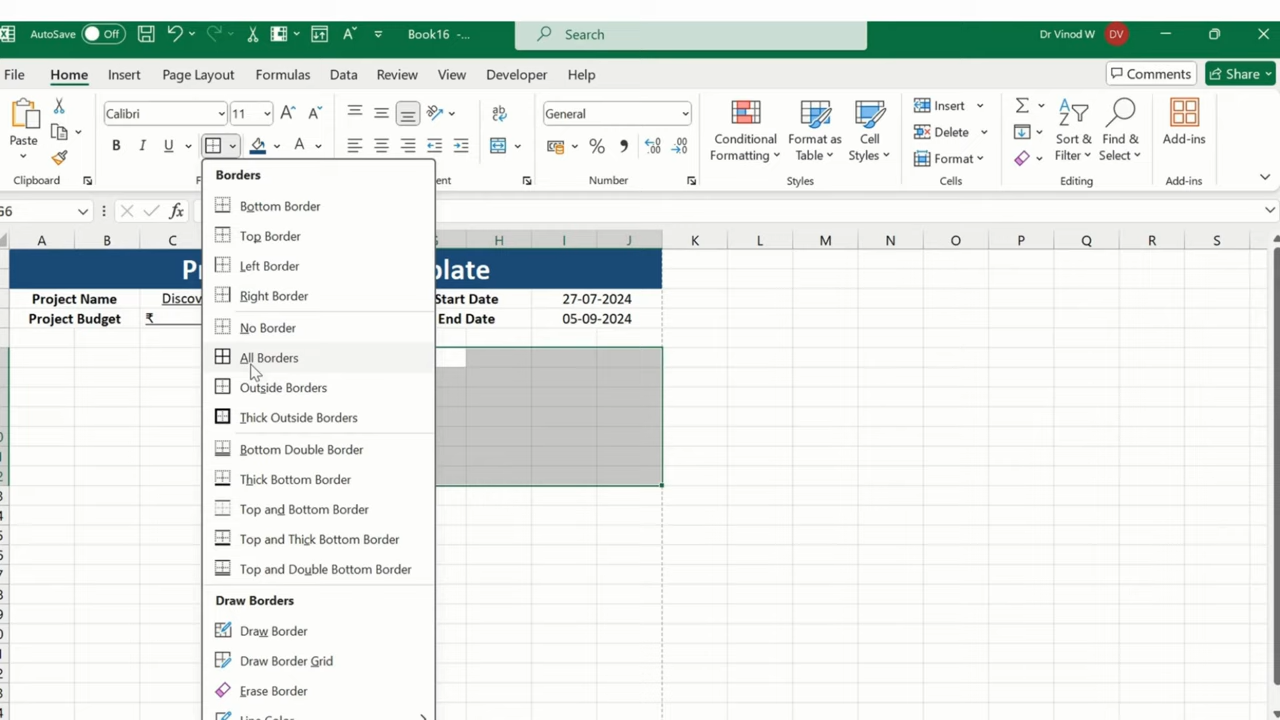 AutoSave Off Book16 -... Search Dr Vinod W DV
File Home Insert Page Layout Formulas Data Review View Developer Help Comments Share
Paste Calibri 11 General Conditional Formatting Format as Table Cell Styles Insert Delete Format Sort & Filter Find & Select Add-ins
Clipboard Number Styles Cells Editing Add-ins
Borders
Bottom Border
Top Border
Left Border
Right Border
No Border
All Borders
Outside Borders
Thick Outside Borders
Bottom Double Border
Thick Bottom Border
Top and Bottom Border
Top and Thick Bottom Border
Top and Double Bottom Border
Draw Borders
Draw Border
Draw Border Grid
Erase Border
G6
A B C G H I J K L M N O P Q R S
Project Name Start Date 27-07-2024
Project Budget ₹ End Date 05-09-2024